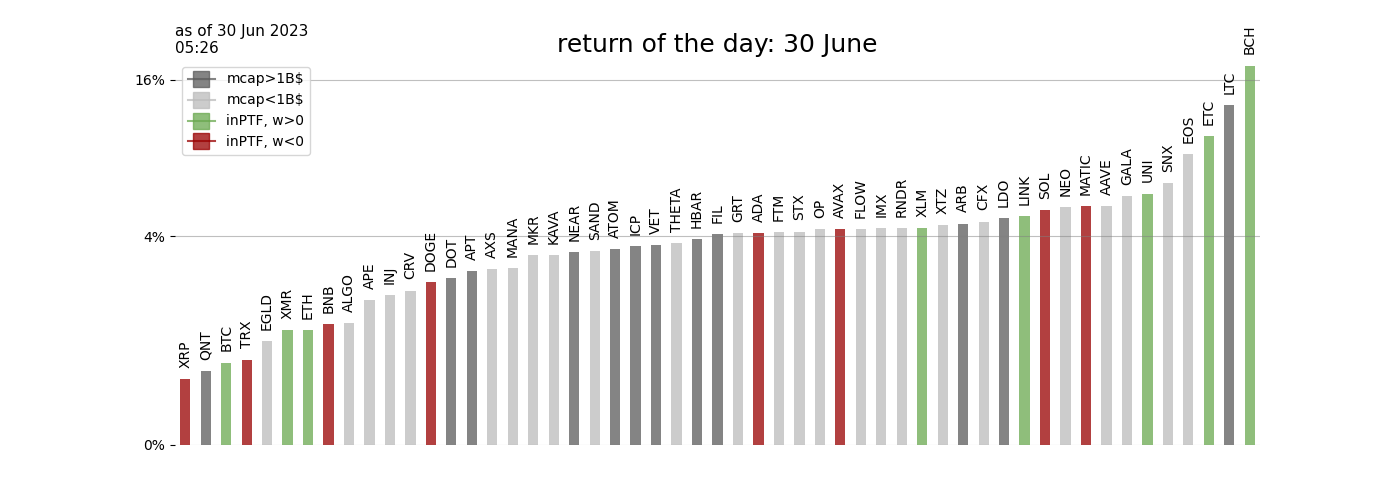 as of 30 Jun 2023
05:26
return of the day: 30 June
16%
4%
0%
mcap>1B$
mcap<1B$
inPTF, w>0
inPTF, w<0
XRP
QNT
BTC
TRX
EGLD
XMR
ETH
BNB
ALGO
APE
INJ
CRV
DOGE
DOT
APT
AXS
MANA
MKR
KAVA
NEAR
SAND
ATOM
ICP
VET
THETA
HBAR
FIL
GRT
ADA
FTM
STX
OP
AVAX
FLOW
IMX
RNDR
XLM
XTZ
ARB
CFX
LDO
LINK
SOL
NEO
MATIC
AAVE
GALA
UNI
SNX
EOS
ETC
LTC
BCH